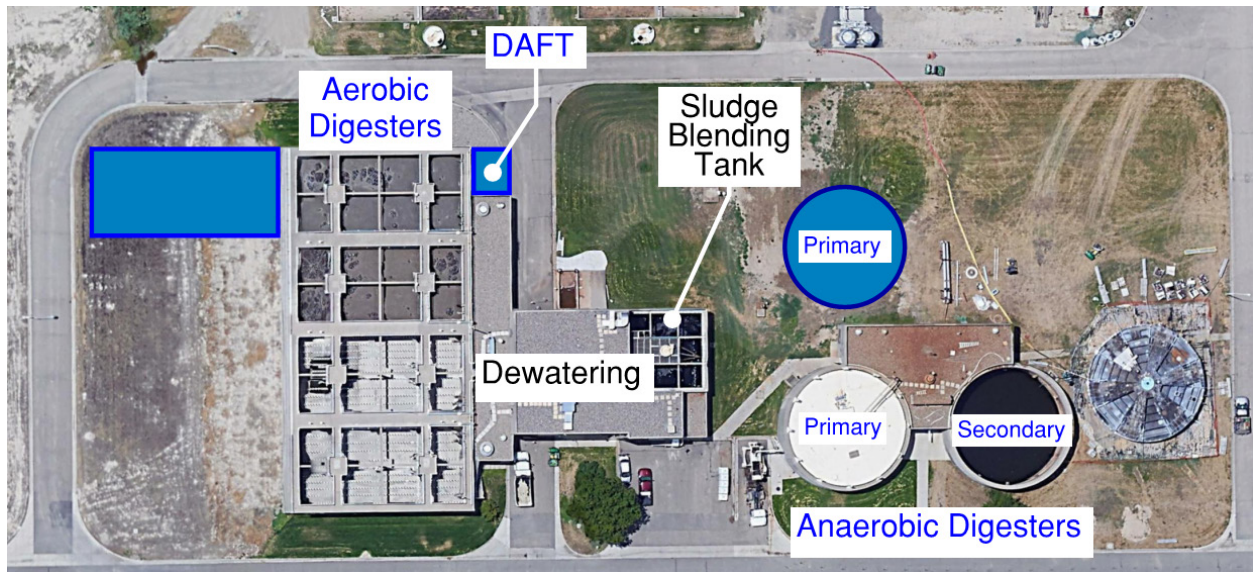 DAFT
Aerobic
Digesters
Sludge
Blending
Tank
Primary
Dewatering
Primary
Secondary
Anaerobic Digesters